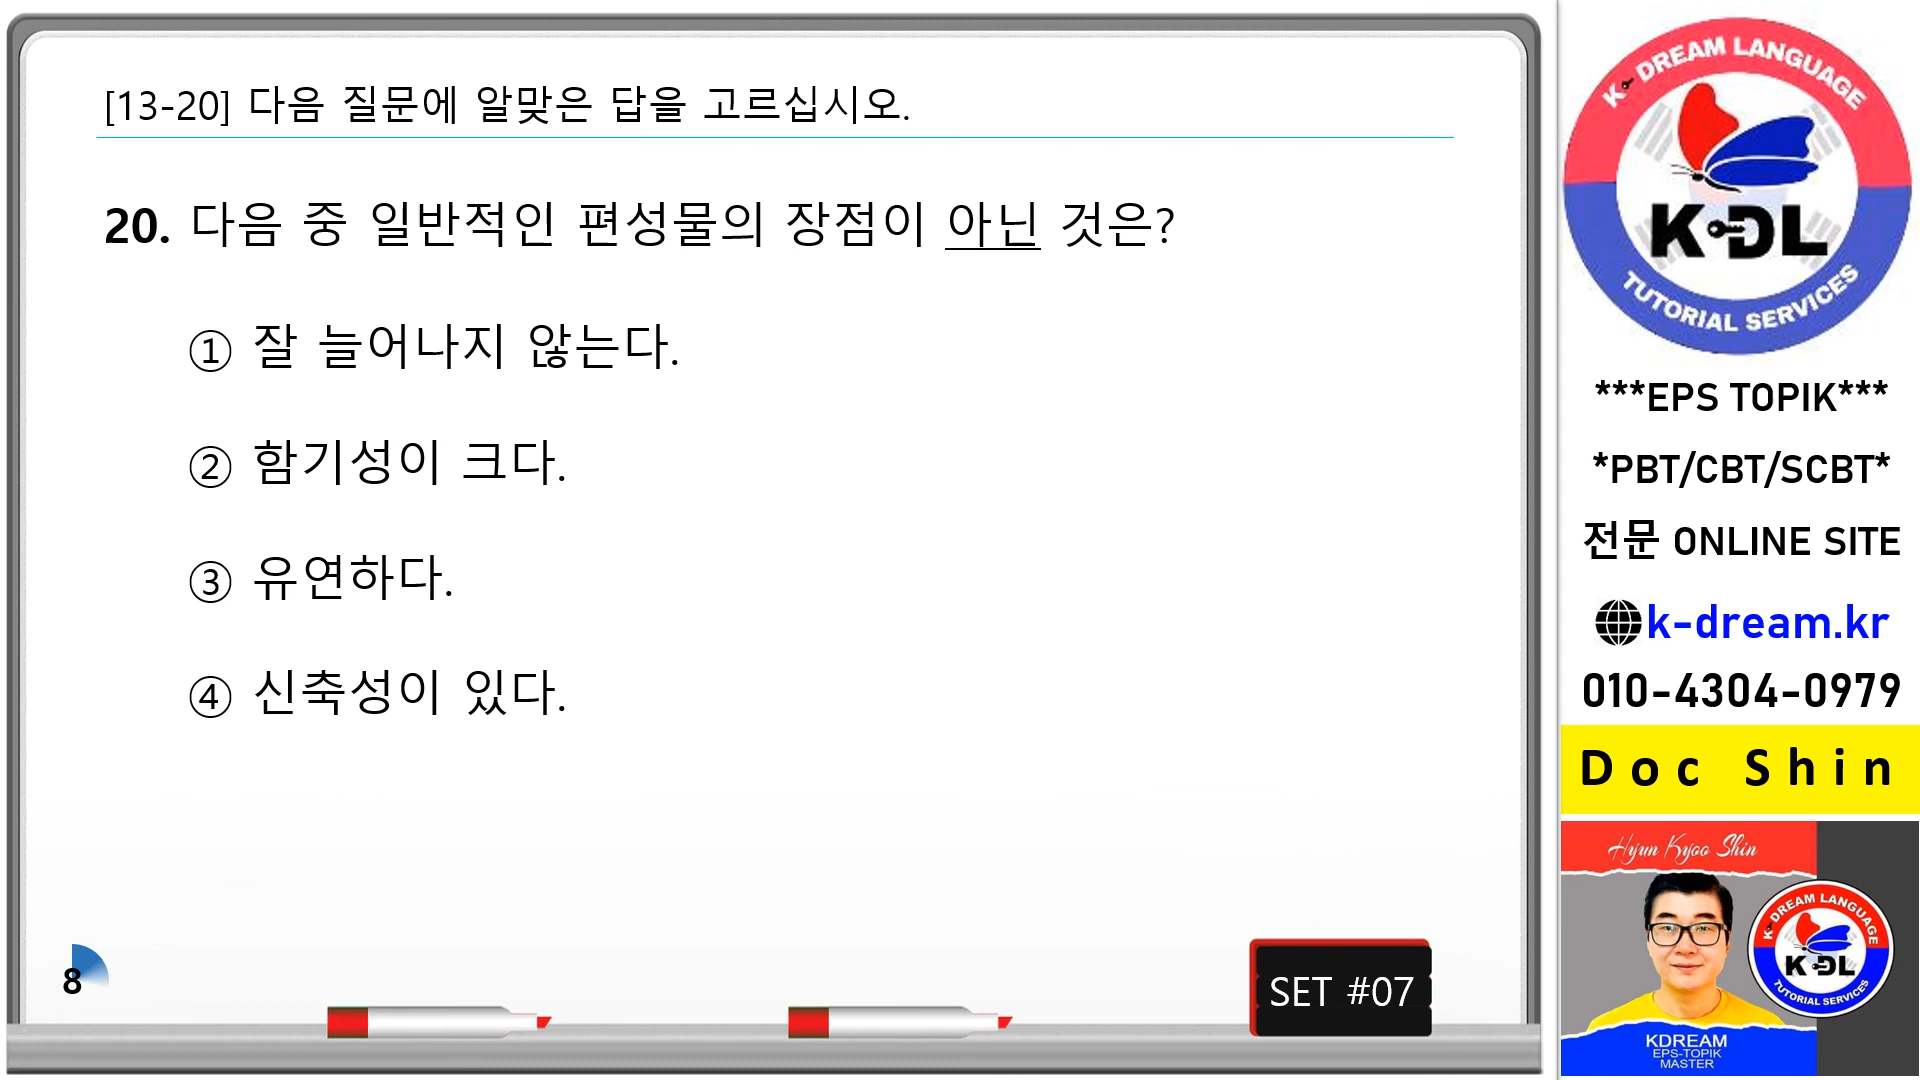 [13-20] 다음 질문에 알맞은 답을 고르십시오.
20. 다음 중 일반적인 편성물의 장점이 아닌 것은?
① 잘 늘어나지 않는다.
② 함기성이 크다.
③ 유연하다.
④ 신축성이 있다.
8
SET #07
K DREAM LANGUAGE
K DL
TUTORIAL SERVICES
***EPS TOPIK***
*PBT/CBT/SCBT*
전문 ONLINE SITE
k-dream.kr
010-4304-0979
Doc Shin
Hyun Kyoo Shin
K DREAM LANGUAGE
K DL
TUTORIAL SERVICES
KDREAM
EPS-TOPIK
MASTER